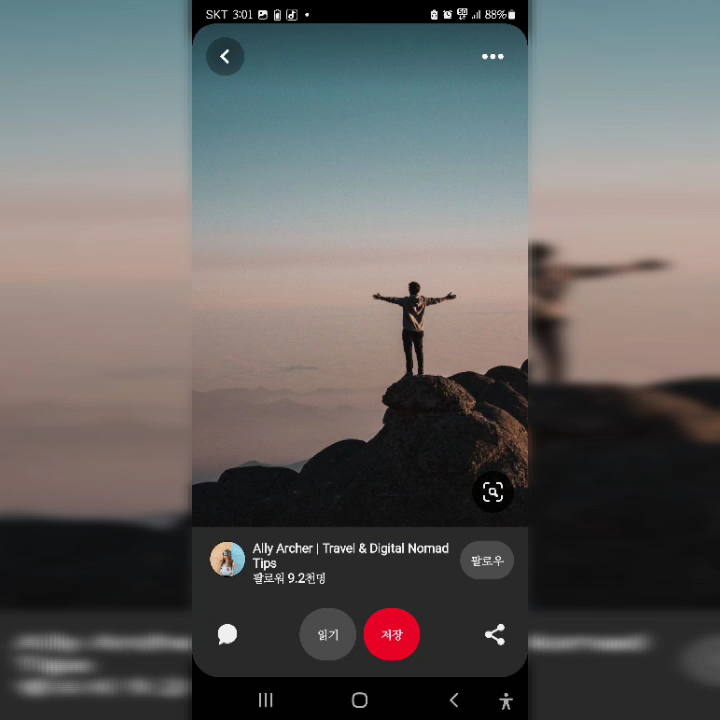 SKT 3:01
88%
Ally Archer | Travel & Digital Nomad
Tips
팔로워 9.2천명
팔로우
읽기
저장